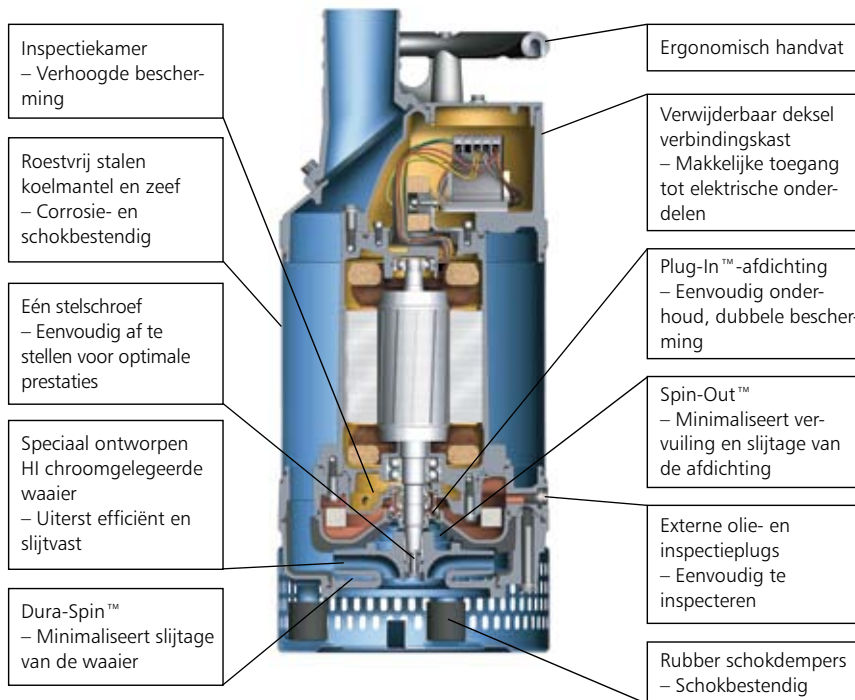 Inspectiekamer
– Verhoogde bescher-
ming
Roestvrij stalen
koelmantel en zeef
– Corrosie- en
schokbestendig
Eén stelschroef
– Eenvoudig af te
stellen voor optimale
prestaties
Speciaal ontworpen
HI chroomgelegeerde
waaier
– Uiterst efficiënt en
slijtvast
Dura-Spin™
– Minimaliseert slijtage
van de waaier
Ergonomisch handvat
Verwijderbaar deksel
verbindingskast
– Makkelijke toegang
tot elektrische onder-
delen
Plug-In™-afdichting
– Eenvoudig onder-
houd, dubbele bescher-
ming
Spin-Out™
– Minimaliseert ver-
vuiling en slijtage van
de afdichting
Externe olie- en
inspectieplugs
– Eenvoudig te
inspecteren
Rubber schokdempers
– Schokbestendig